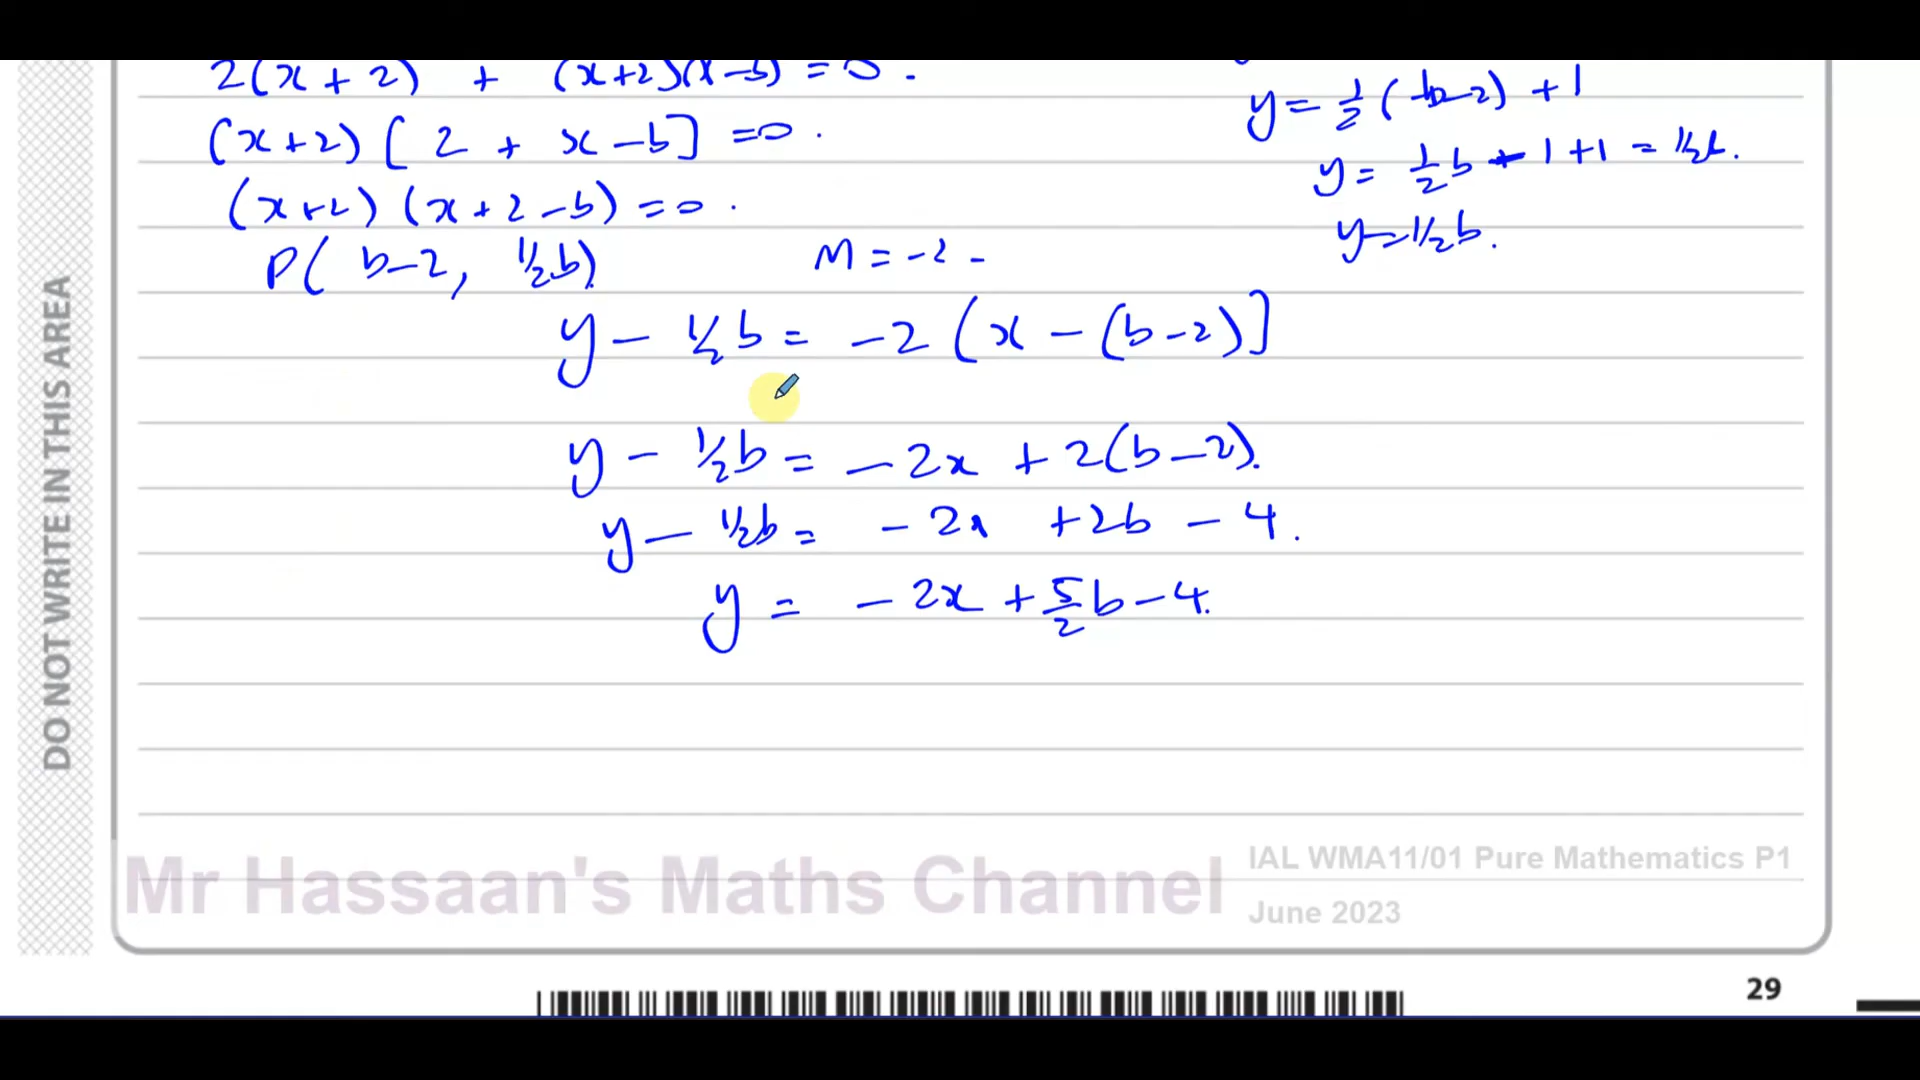 2(x+2) + (x+2)(x-b) = 0.
(x+2)[2 + x-b] = 0.
(x+2)(x+2-b) = 0.
P(b-2, 1/2b)
M = -2 -
y = 1/2(b-2) + 1
y = 1/2b - 1 + 1 = 1/2b.
y = 1/2b.
y - 1/2b = -2(x - (b-2)]
y - 1/2b = -2x + 2(b-2).
y - 1/2b = -2x + 2b - 4.
y = -2x + 5/2b - 4.
DO NOT WRITE IN THIS AREA
Mr Hassaan's Maths Channel
IAL WMA11/01 Pure Mathematics P1
June 2023
29